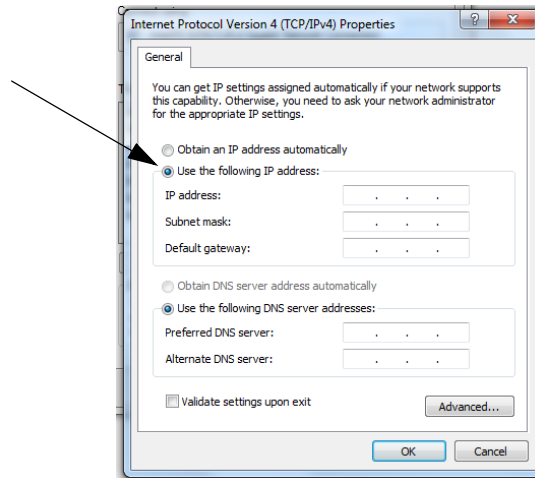 Internet Protocol Version 4 (TCP/IPv4) Properties
General
You can get IP settings assigned automatically if your network supports
this capability. Otherwise, you need to ask your network administrator
for the appropriate IP settings.
Obtain an IP address automatically
Use the following IP address:
IP address:
. . .
Subnet mask:
. . .
Default gateway:
. . .
Obtain DNS server address automatically
Use the following DNS server addresses:
Preferred DNS server:
. . .
Alternate DNS server:
. . .
Validate settings upon exit
Advanced...
OK
Cancel